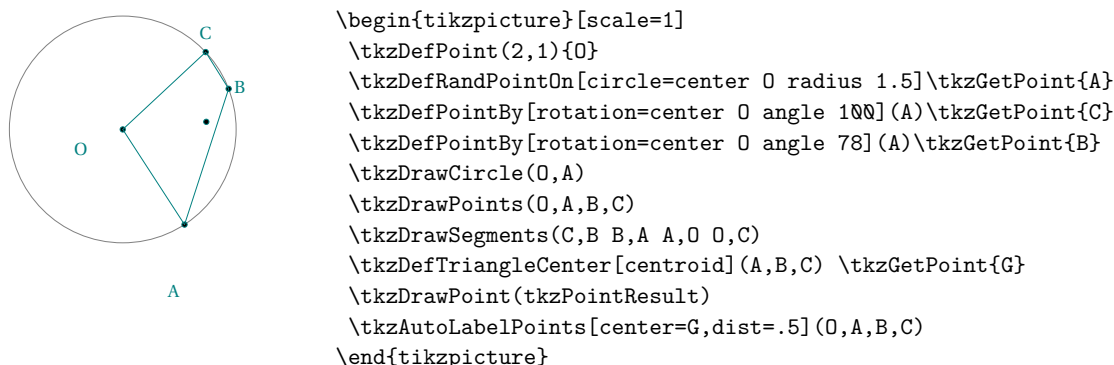 C
B
O
A
\begin{tikzpicture}[scale=1]
\tkzDefPoint(2,1){O}
\tkzDefRandPointOn[circle=center O radius 1.5]\tkzGetPoint{A}
\tkzDefPointBy[rotation=center O angle 100](A)\tkzGetPoint{C}
\tkzDefPointBy[rotation=center O angle 78](A)\tkzGetPoint{B}
\tkzDrawCircle(O,A)
\tkzDrawPoints(O,A,B,C)
\tkzDrawSegments(C,B B,A A,O O,C)
\tkzDefTriangleCenter[centroid](A,B,C) \tkzGetPoint{G}
\tkzDrawPoint(tkzPointResult)
\tkzAutoLabelPoints[center=G,dist=.5](O,A,B,C)
\end{tikzpicture}